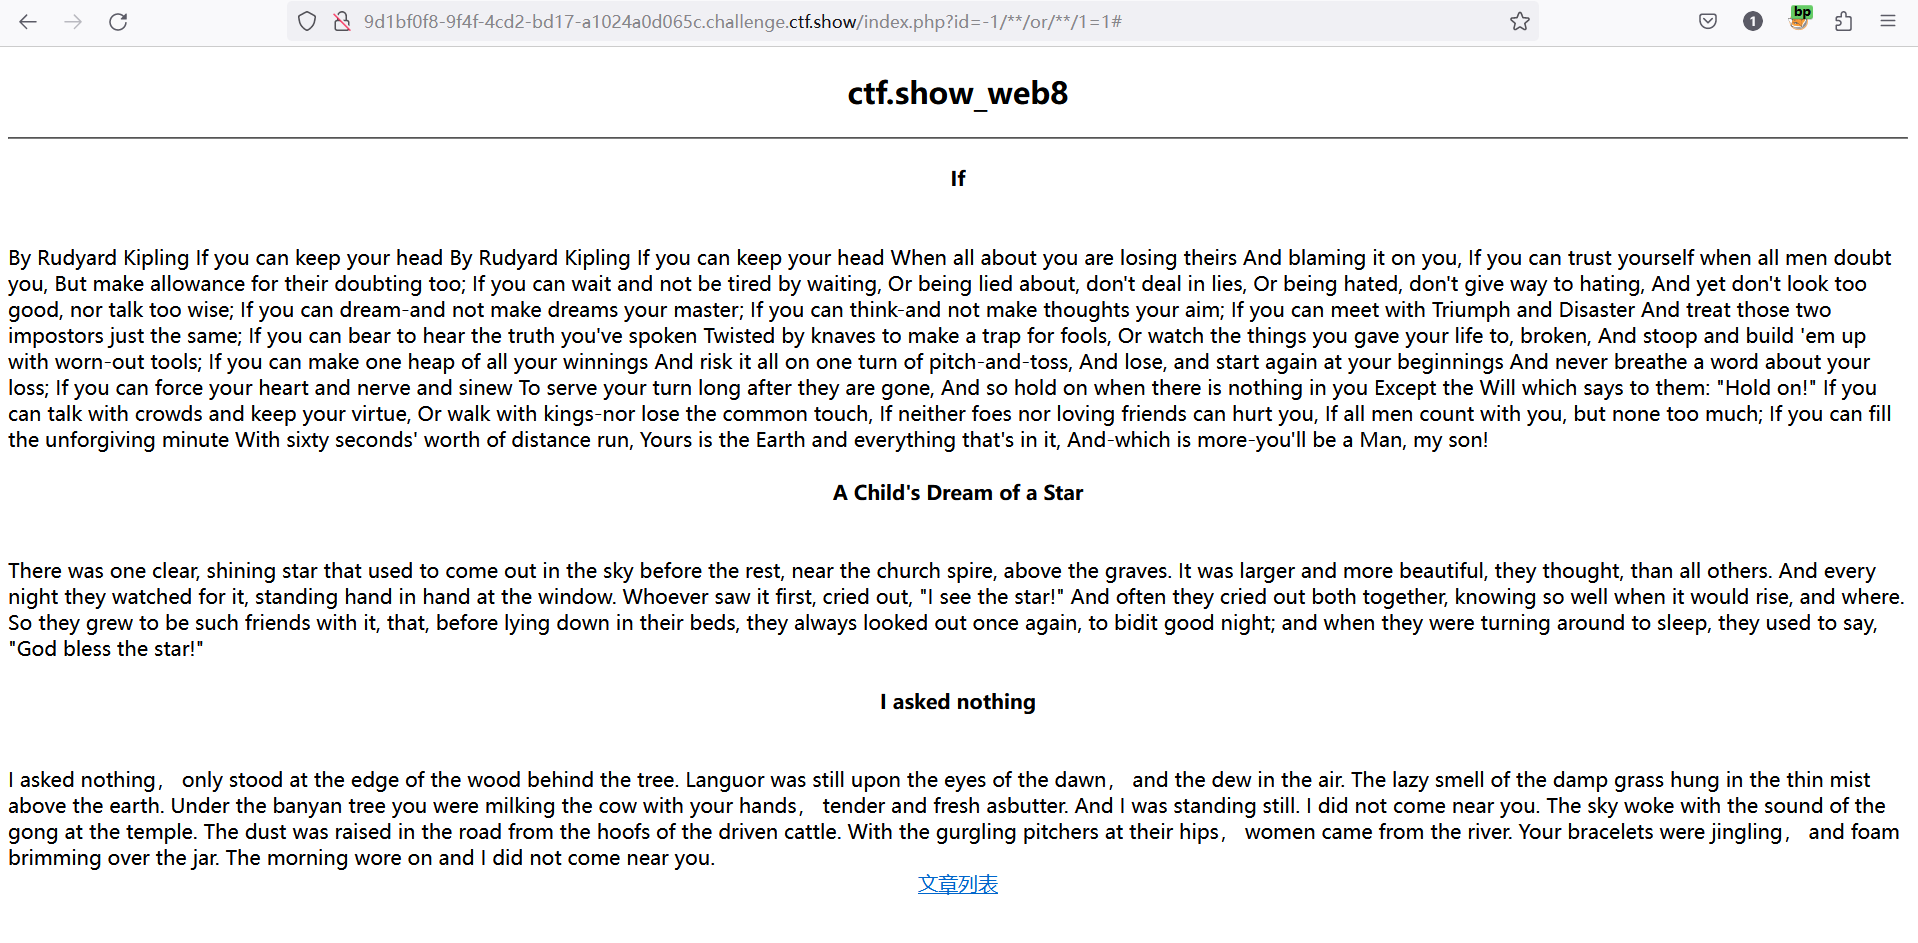 9d1bf0f8-9f4f-4cd2-bd17-a1024a0d065c.challenge.ctf.show/index.php?id=-1/**/or/**/1=1#
1
bp
ctf.show_web8
If
By Rudyard Kipling If you can keep your head By Rudyard Kipling If you can keep your head When all about you are losing theirs And blaming it on you, If you can trust yourself when all men doubt
you, But make allowance for their doubting too; If you can wait and not be tired by waiting, Or being lied about, don't deal in lies, Or being hated, don't give way to hating, And yet don't look too
good, nor talk too wise; If you can dream-and not make dreams your master; If you can think-and not make thoughts your aim; If you can meet with Triumph and Disaster And treat those two
impostors just the same; If you can bear to hear the truth you've spoken Twisted by knaves to make a trap for fools, Or watch the things you gave your life to, broken, And stoop and build 'em up
with worn-out tools; If you can make one heap of all your winnings And risk it all on one turn of pitch-and-toss, And lose, and start again at your beginnings And never breathe a word about your
loss; If you can force your heart and nerve and sinew To serve your turn long after they are gone, And so hold on when there is nothing in you Except the Will which says to them: "Hold on!" If you
can talk with crowds and keep your virtue, Or walk with kings-nor lose the common touch, If neither foes nor loving friends can hurt you, If all men count with you, but none too much; If you can fill
the unforgiving minute With sixty seconds' worth of distance run, Yours is the Earth and everything that's in it, And-which is more-you'll be a Man, my son!
A Child's Dream of a Star
There was one clear, shining star that used to come out in the sky before the rest, near the church spire, above the graves. It was larger and more beautiful, they thought, than all others. And every
night they watched for it, standing hand in hand at the window. Whoever saw it first, cried out, "I see the star!" And often they cried out both together, knowing so well when it would rise, and where.
So they grew to be such friends with it, that, before lying down in their beds, they always looked out once again, to bidit good night; and when they were turning around to sleep, they used to say,
"God bless the star!"
I asked nothing
I asked nothing， only stood at the edge of the wood behind the tree. Languor was still upon the eyes of the dawn， and the dew in the air. The lazy smell of the damp grass hung in the thin mist
above the earth. Under the banyan tree you were milking the cow with your hands， tender and fresh asbutter. And I was standing still. I did not come near you. The sky woke with the sound of the
gong at the temple. The dust was raised in the road from the hoofs of the driven cattle. With the gurgling pitchers at their hips， women came from the river. Your bracelets were jingling， and foam
brimming over the jar. The morning wore on and I did not come near you.
文章列表